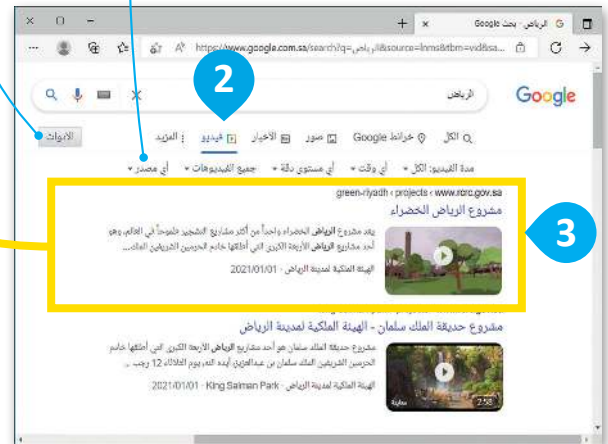 الرياض - بحث Google
https://www.google.com.sa/search?q=الرياض&source=lnms&tbm=vid&sa...
Google
الرياض
2
الكل
خرائط Google
صور
الأخبار
فيديو
المزيد
الأدوات
مدة الفيديو: الكل
أي وقت
أي مستوى دقة
جميع الفيديوهات
أي مصدر
green-riyadh › projects › www.rcrc.gov.sa
مشروع الرياض الخضراء
3
يعد مشروع الرياض الخضراء واحداً من أكثر مشاريع التشجير طموحاً في العالم، وهو
أحد مشاريع الرياض الأربعة الكبرى التي أطلقها خادم الحرمين الشريفين الملك...
الهيئة الملكية لمدينة الرياض · 2021/01/01
مشروع حديقة الملك سلمان - الهيئة الملكية لمدينة الرياض
مشروع حديقة الملك سلمان هو أحد مشاريع الرياض الأربعة الكبرى التي أطلقها خادم
الحرمين الشريفين الملك سلمان بن عبدالعزيز، أيده الله، يوم الثلاثاء 12 رجب ...
الهيئة الملكية لمدينة الرياض - King Salman Park · 2021/01/01
معاينة
2:58